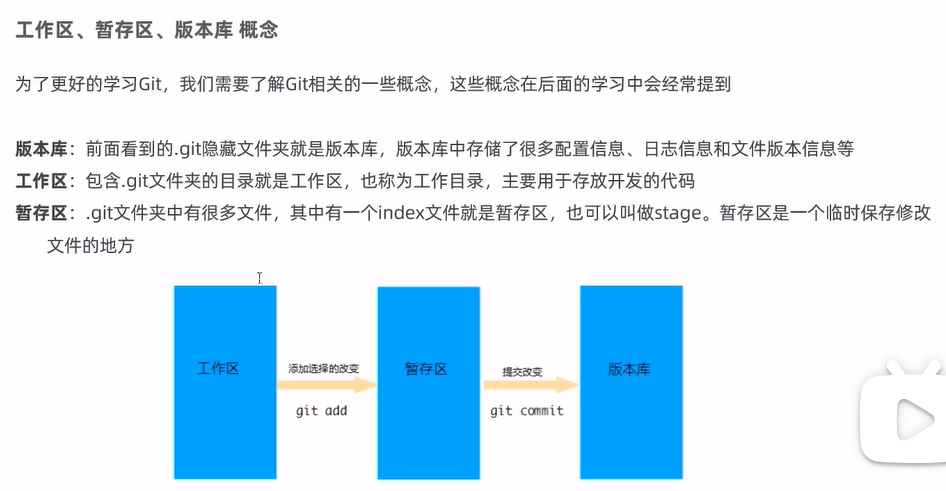 工作区、暂存区、版本库 概念
为了更好的学习Git，我们需要了解Git相关的一些概念，这些概念在后面的学习中会经常提到
版本库：前面看到的.git隐藏文件夹就是版本库，版本库中存储了很多配置信息、日志信息和文件版本信息等
工作区：包含.git文件夹的目录就是工作区，也称为工作目录，主要用于存放开发的代码
暂存区：.git文件夹中有很多文件，其中有一个index文件就是暂存区，也可以叫做stage。暂存区是一个临时保存修改
文件的地方
工作区
添加选择的改变
git add
暂存区
提交改变
git commit
版本库